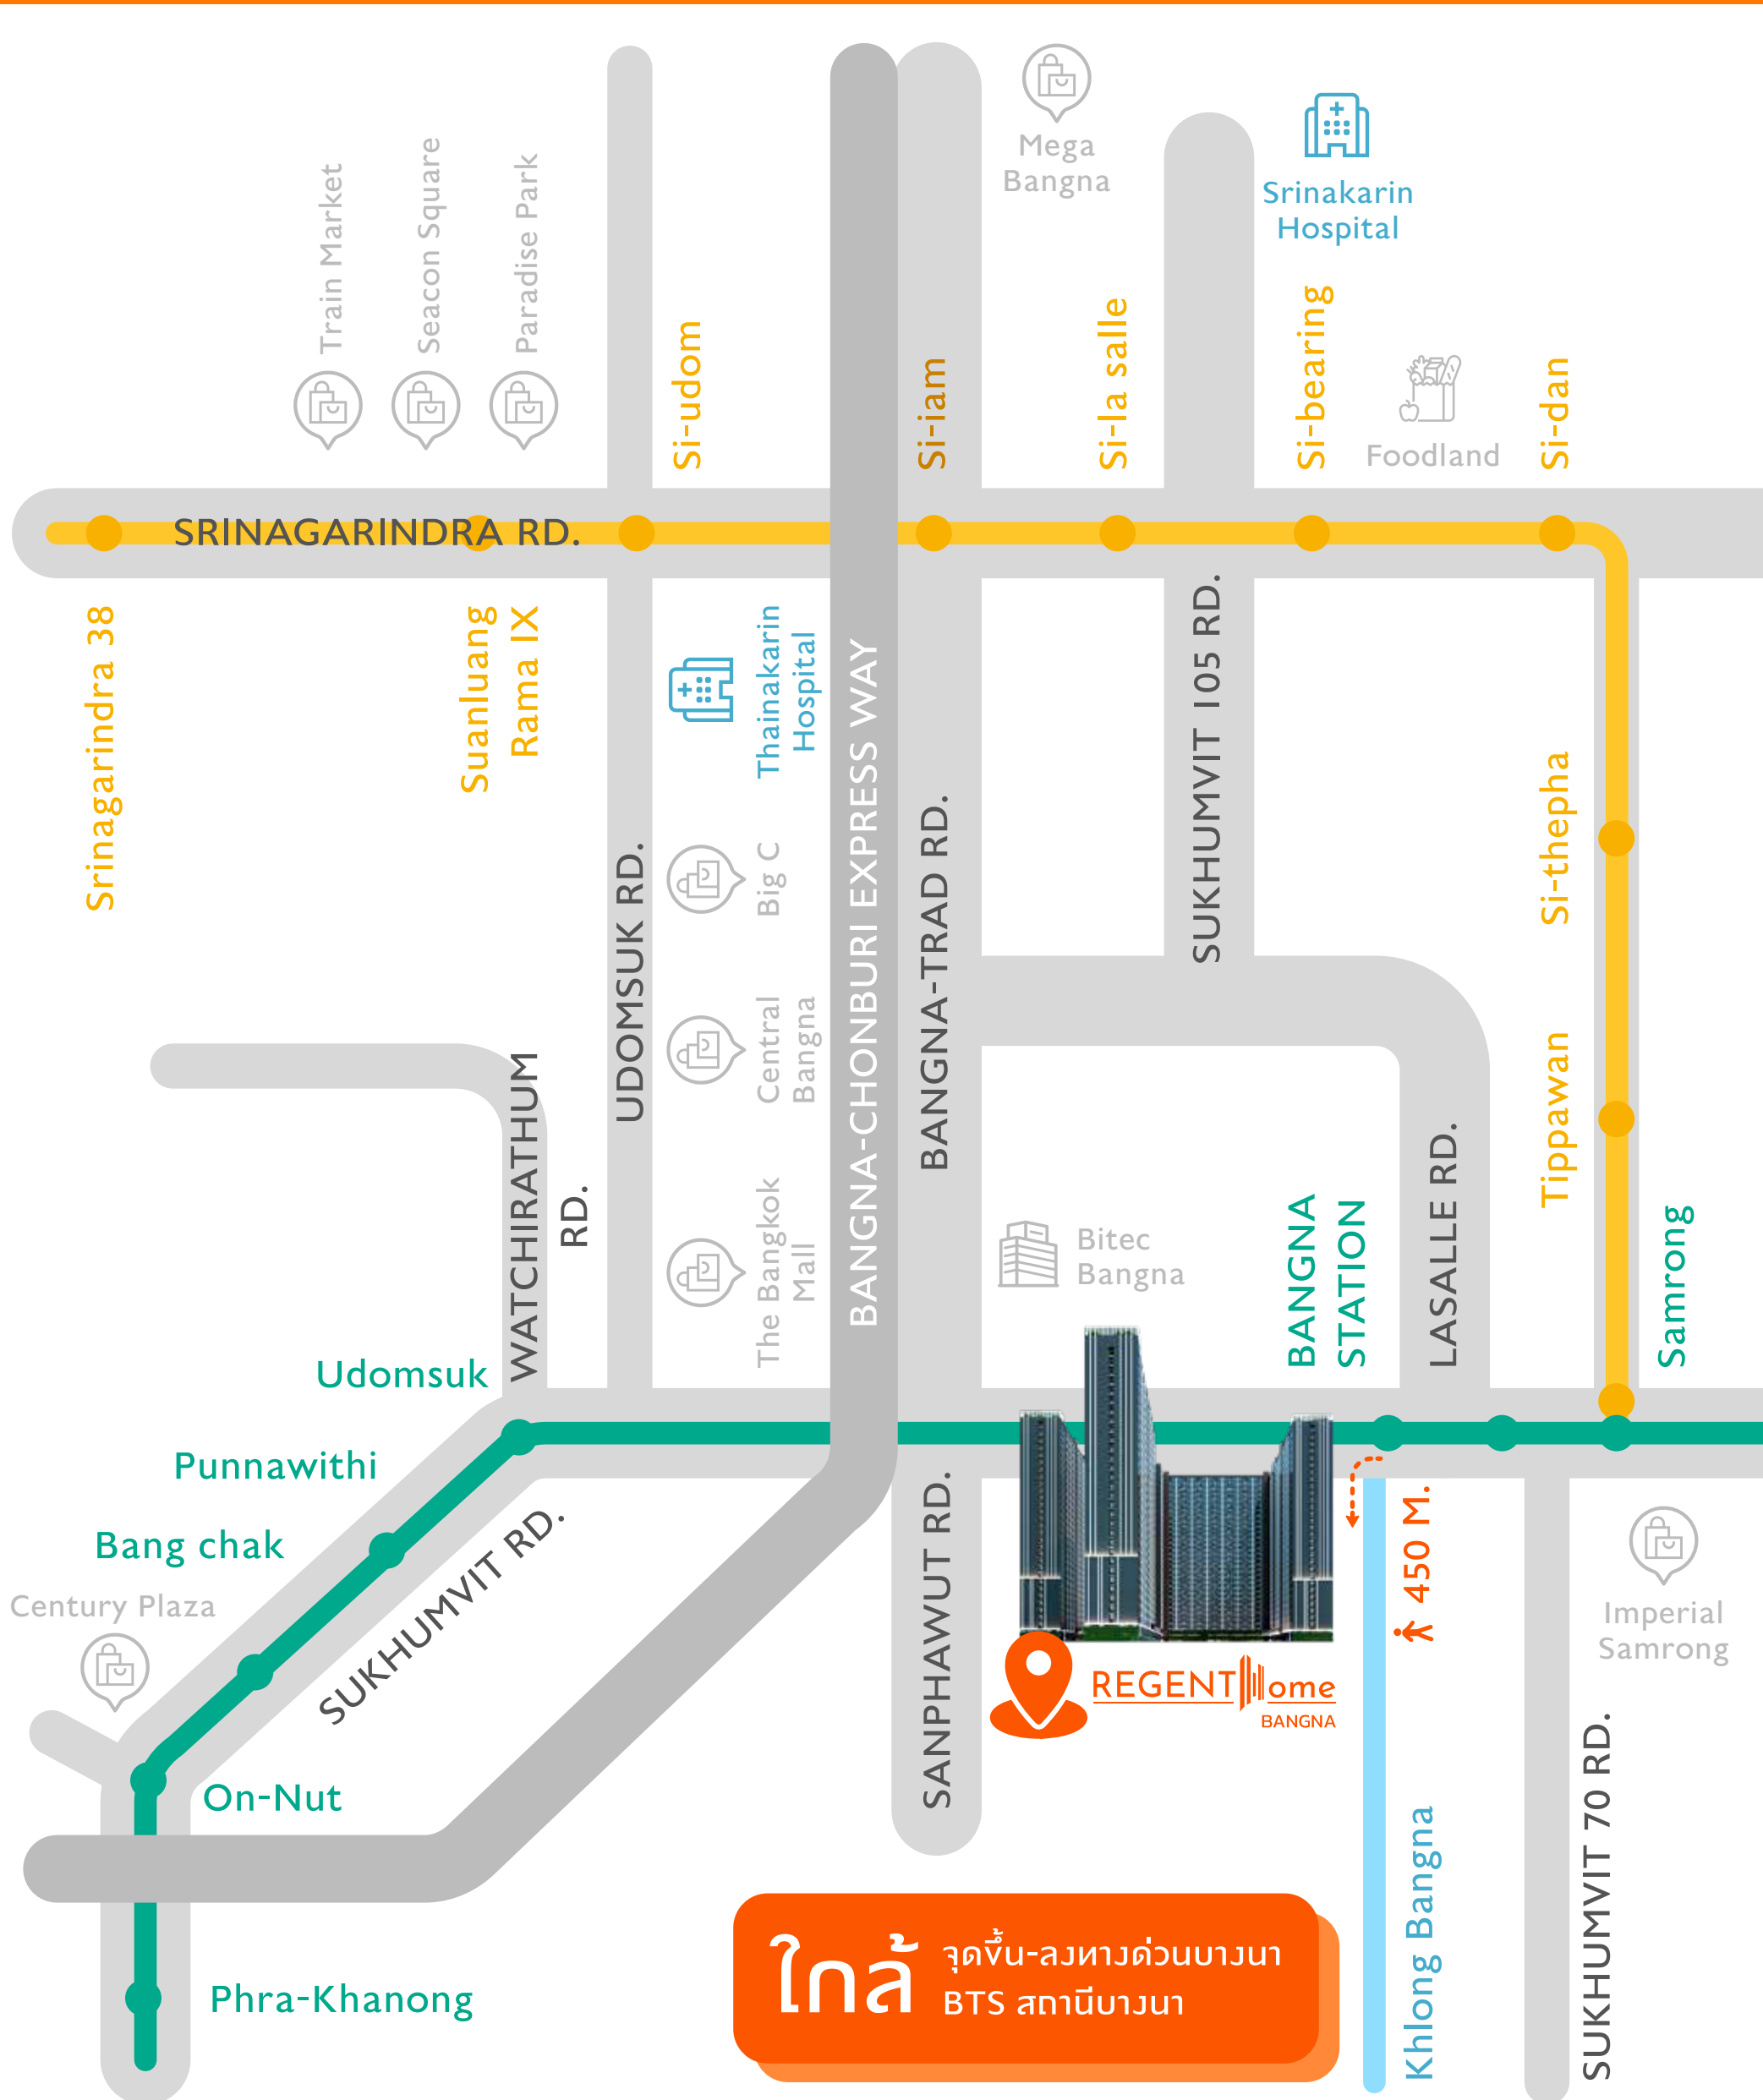 Train Market
Seacon Square
Paradise Park
Mega
Bangna
Srinakarin
Hospital
Si-udom
Si-iam
Si-la salle
Si-bearing
Foodland
Si-dan
SRINAGARINDRA RD.
Srinagarindra 38
Suanluang
Rama IX
Thainakarin
Hospital
Big C
Central
Bangna
The Bangkok
Mall
UDOMSUK RD.
WATCHIRATHUM
RD.
BANGNA-CHONBURI EXPRESS WAY
BANGNA-TRAD RD.
SUKHUMVIT 105 RD.
Si-thepha
Tippawan
Bitec
Bangna
BANGNA
STATION
LASALLE RD.
Samrong
Udomsuk
Punnawithi
Bang chak
Century Plaza
SUKHUMVIT RD.
On-Nut
Phra-Khanong
SANPHAWUT RD.
450 M.
REGENT Home
BANGNA
Imperial
Samrong
Khlong Bangna
SUKHUMVIT 70 RD.
ใกล้
จุดขึ้น-ลงทางด่วนบางนา
BTS สถานีบางนา